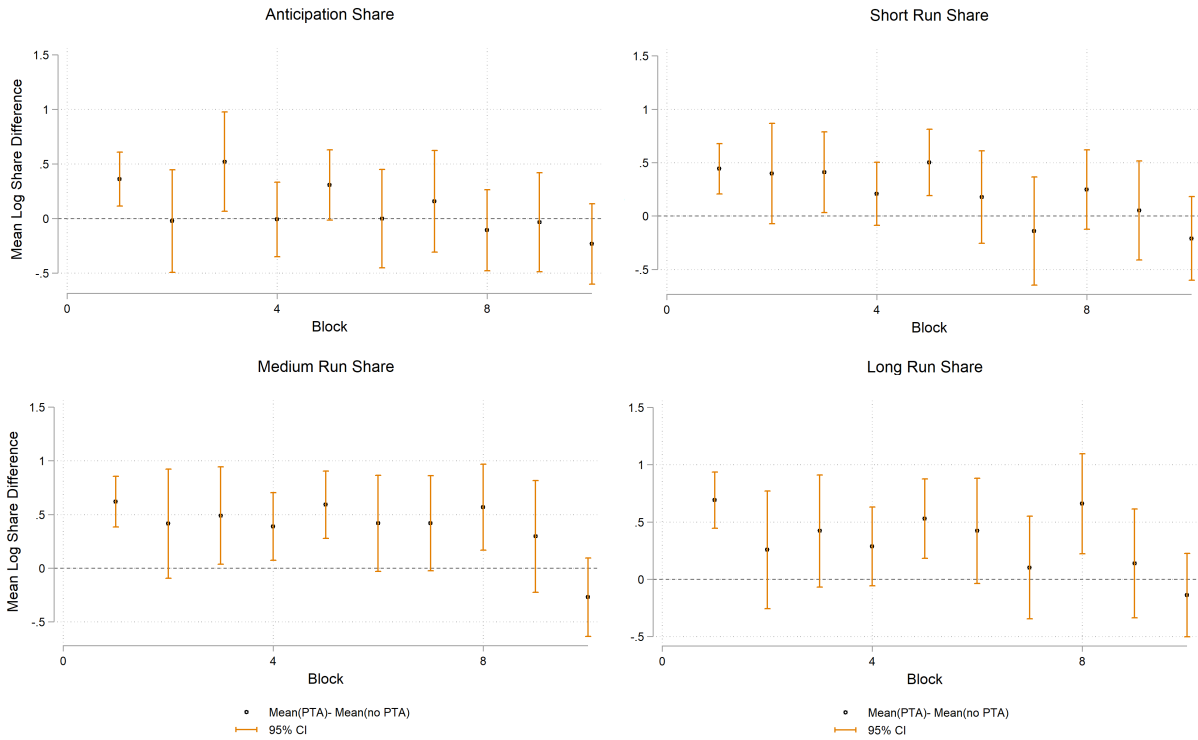 Anticipation Share
Mean Log Share Difference
1.5
1
.5
0
-.5
0
4
8
Block
Short Run Share
1.5
1
.5
0
-.5
0
4
8
Block
Medium Run Share
Mean Log Share Difference
1.5
1
.5
0
-.5
0
4
8
Block
Mean(PTA)- Mean(no PTA)
95% CI
Long Run Share
1.5
1
.5
0
-.5
0
4
8
Block
Mean(PTA)- Mean(no PTA)
95% CI